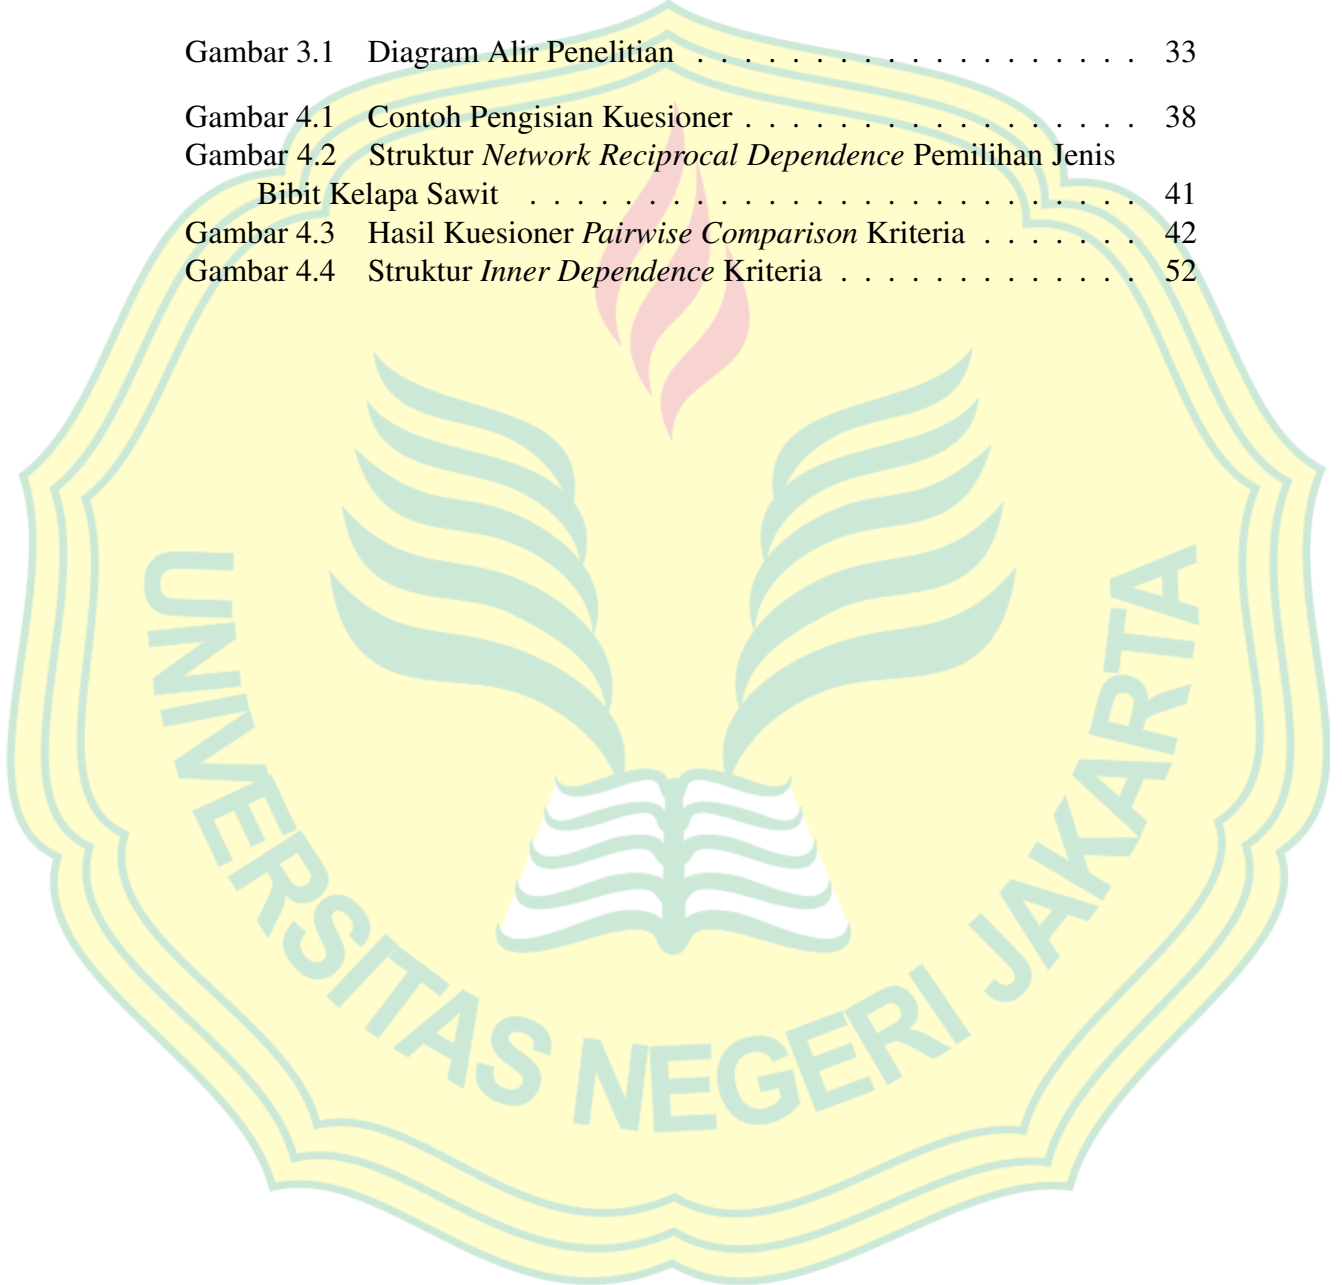 Gambar 3.1 Diagram Alir Penitian . . . . . . . . . . . . . . . . . . . 33
Gambar 4.1 Contoh Pengisian Kuesioner . . . . . . . . . . . . . . . . . 38
Gambar 4.2 Struktur Network Reciprocal Dependence Pemilihan Jenis
Bibit Kelapa Sawit . . . . . . . . . . . . . . . . . . . . . . . . . . 41
Gambar 4.3 Hasil Kuesioner Pairwise Comparison Kriteria . . . . . . . 42
Gambar 4.4 Struktur Inner Dependence Kriteria . . . . . . . . . . . . . 52
UNIVERSITAS NEGERI JAKARTA